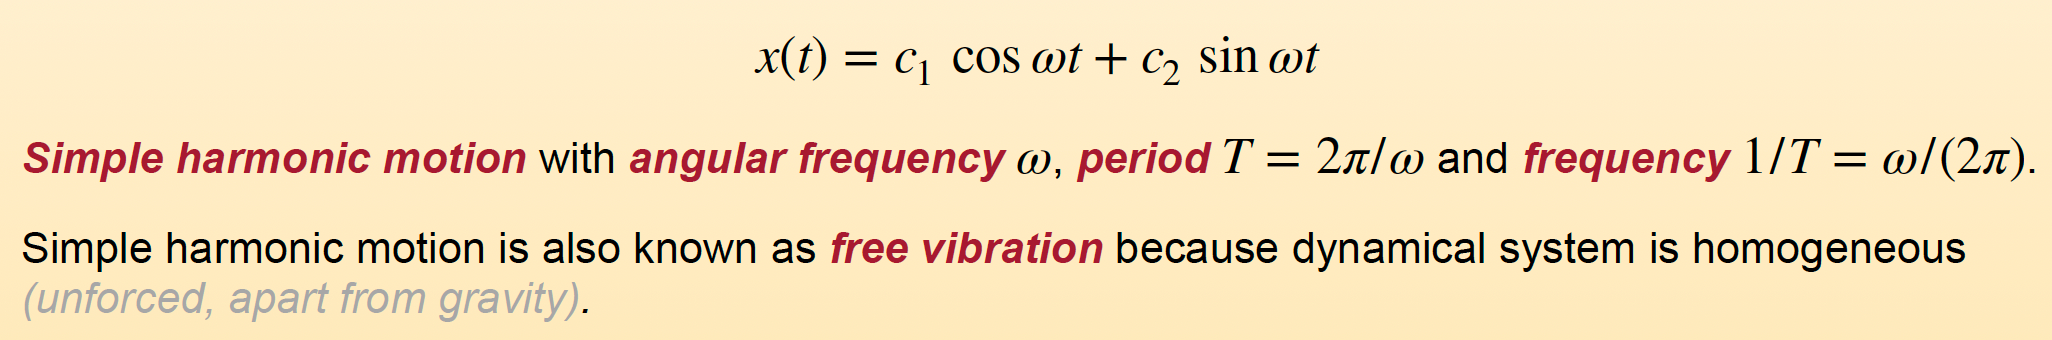 x(t) = c₁ cos ωt + c₂ sin ωt
Simple harmonic motion with angular frequency ω, period T = 2π/ω and frequency 1/T = ω/(2π).
Simple harmonic motion is also known as free vibration because dynamical system is homogeneous
(unforced, apart from gravity).